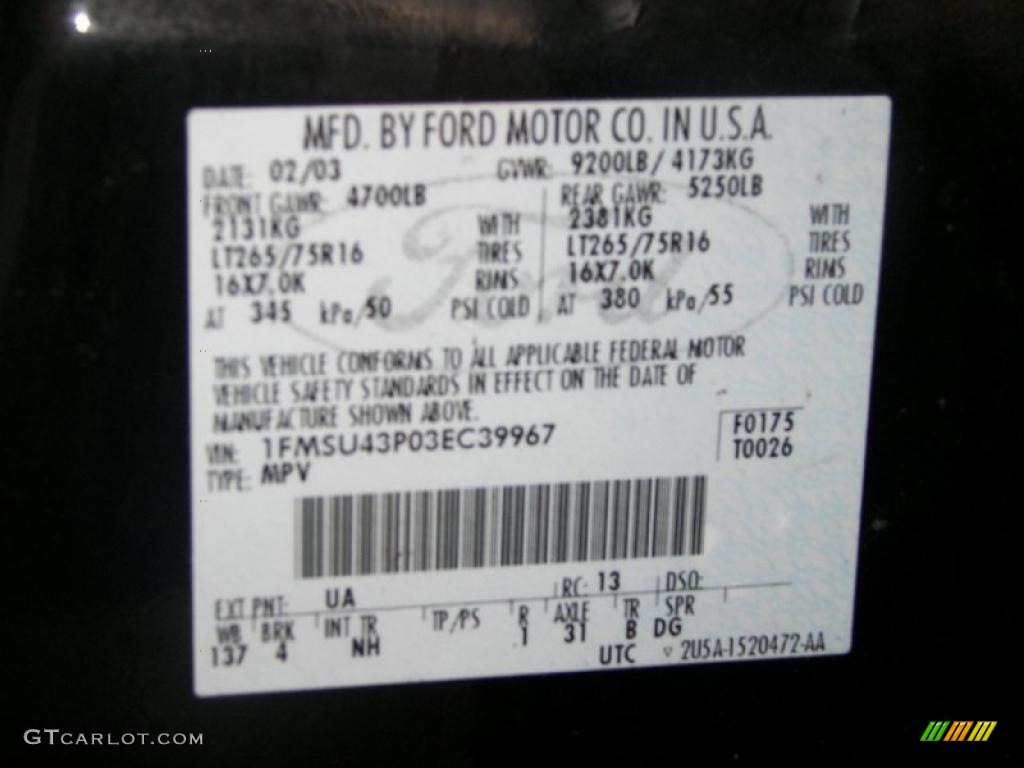 MFD. BY FORD MOTOR CO. IN U.S.A.
DATE: 02/03 GVWR: 9200LB / 4173KG
FRONT GAWR: 4700LB REAR GAWR: 5250LB
2131KG WITH 2381KG WITH
LT265/75R16 TIRES LT265/75R16 TIRES
16X7.0K RIMS 16X7.0K RIMS
AT 345 kPa/50 PSI COLD AT 380 kPa/55 PSI COLD
Ford
THIS VEHICLE CONFORMS TO ALL APPLICABLE FEDERAL MOTOR
VEHICLE SAFETY STANDARDS IN EFFECT ON THE DATE OF
MANUFACTURE SHOWN ABOVE.
VIN: 1FMSU43P03EC39967 F0175
TYPE: MPV T0026
EXT PNT: UA RC: 13 DSO:
WB BRK INT TR TP/PS R AXLE TR SPR
137 4 NH 1 31 B DG
UTC ▿ 2U5A-1520472-AA
GTCARLOT.COM